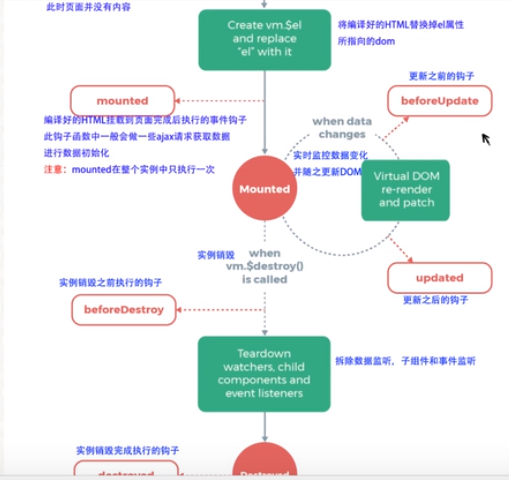 此时页面并没有内容
Create vm.$el
and replace
"el" with it
将编译好的HTML替换掉el属性
所指向的dom
mounted
编译好的HTML挂载到页面完成后执行的事件钩子
此钩子函数中一般会做一些ajax请求获取数据
进行数据初始化
注意：mounted在整个实例中只执行一次
更新之前的钩子
beforeUpdate
when data
changes
实时监控数据变化
并随之更新DOM
Mounted
Virtual DOM
re-render
and patch
updated
更新之后的钩子
实例销毁
when
vm.$destroy()
is called
实例销毁之前执行的钩子
beforeDestroy
Teardown
watchers, child
components and
event listeners
拆除数据监听，子组件和事件监听
实例销毁完成执行的钩子
destroyed
Destroyed